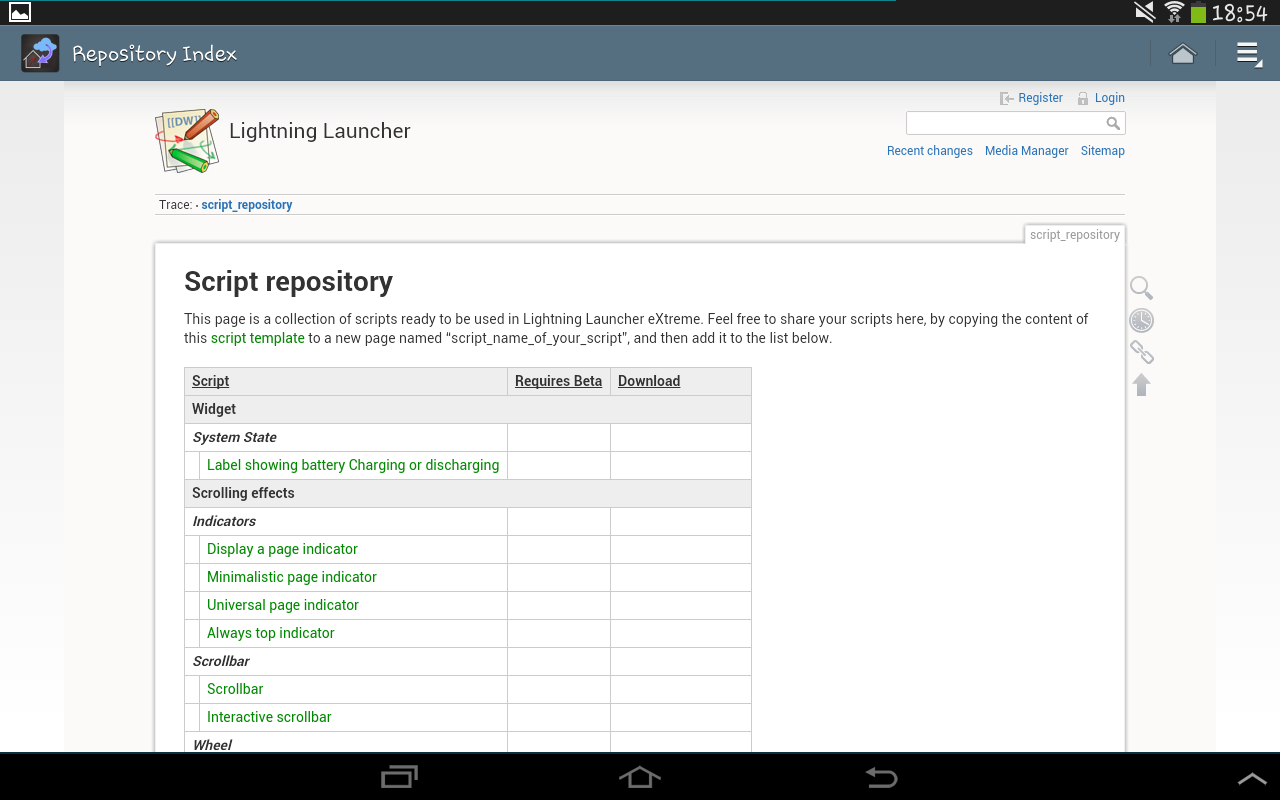 18:54
Repository Index
Register Login
[[DW]]
Lightning Launcher
Recent changes Media Manager Sitemap
Trace: • script_repository
script_repository
Script repository
This page is a collection of scripts ready to be used in Lightning Launcher eXtreme. Feel free to share your scripts here, by copying the content of
this script template to a new page named “script_name_of_your_script”, and then add it to the list below.
Script Requires Beta Download
Widget
System State
Label showing battery Charging or discharging
Scrolling effects
Indicators
Display a page indicator
Minimalistic page indicator
Universal page indicator
Always top indicator
Scrollbar
Scrollbar
Interactive scrollbar
Wheel